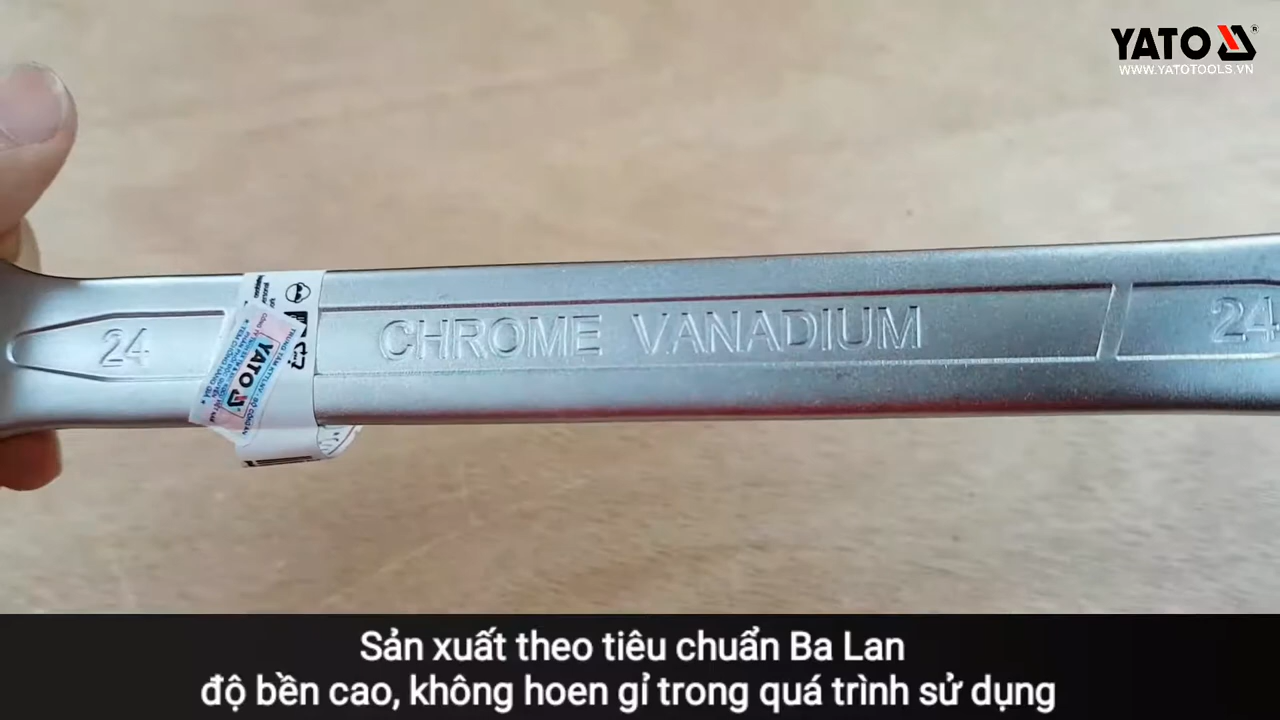 YATO
WWW.YATOTOOLS.VN
24
CHROME VANADIUM
24
YATO
Sản xuất theo tiêu chuẩn Ba Lan
độ bền cao, không hoen gỉ trong quá trình sử dụng